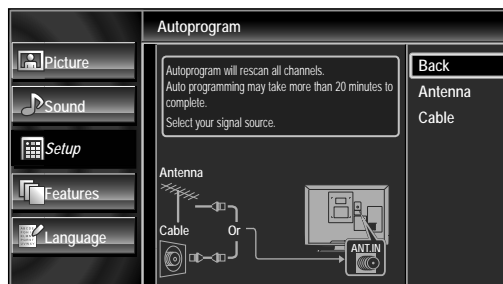 Autoprogram
Picture
Sound
Setup
Features
Language
Autoprogram will rescan all channels.
Auto programming may take more than 20 minutes to
complete.
Select your signal source.
Antenna
Cable
Or
ANT.IN
Back
Antenna
Cable